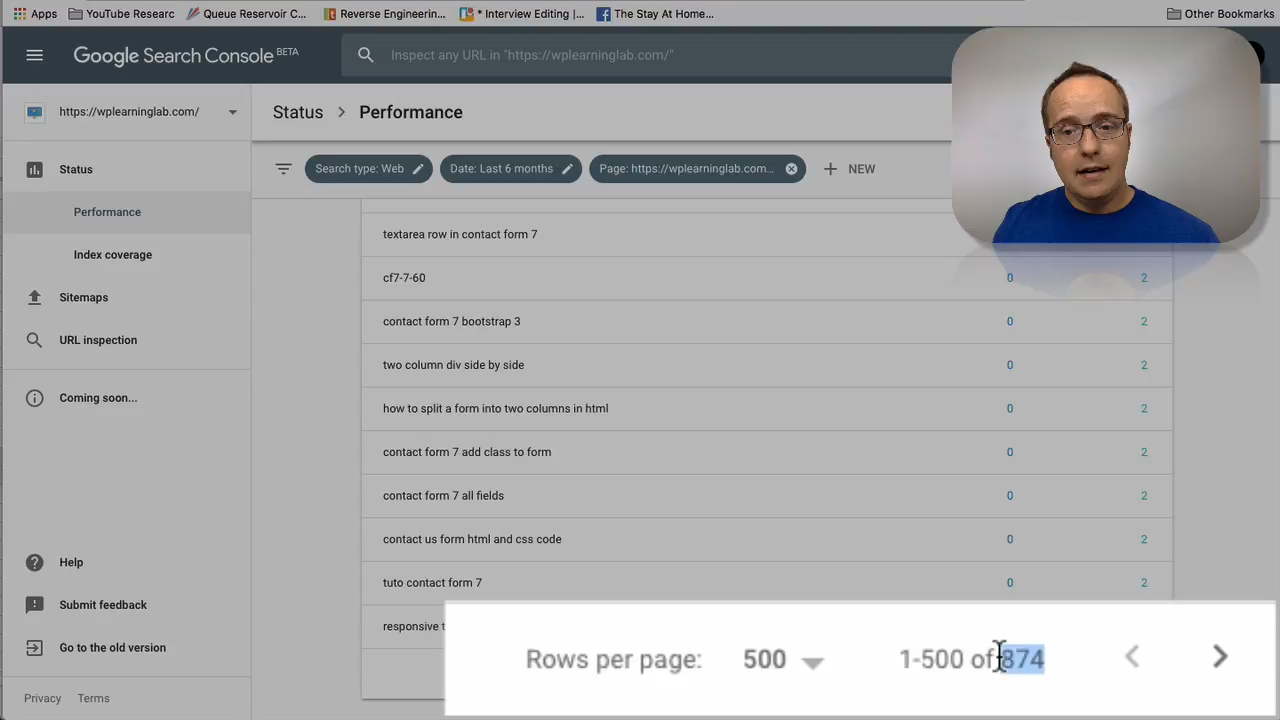 Apps YouTube Researc Queue Reservoir C... Reverse Engineerin... * Interview Editing |... The Stay At Home... Other Bookmarks
Google Search Console BETA
Inspect any URL in "https://wplearninglab.com/"
https://wplearninglab.com/
Status > Performance
Status
Search type: Web
Date: Last 6 months
Page: https://wplearninglab.com...
+ NEW
Performance
Index coverage
Sitemaps
URL inspection
Coming soon...
textarea row in contact form 7
cf7-7-60 0 2
contact form 7 bootstrap 3 0 2
two column div side by side 0 2
how to split a form into two columns in html 0 2
contact form 7 add class to form 0 2
contact form 7 all fields 0 2
contact us form html and css code 0 2
tuto contact form 7 0 2
responsive t
Rows per page: 500 1-500 of 874
Help
Submit feedback
Go to the old version
Privacy Terms